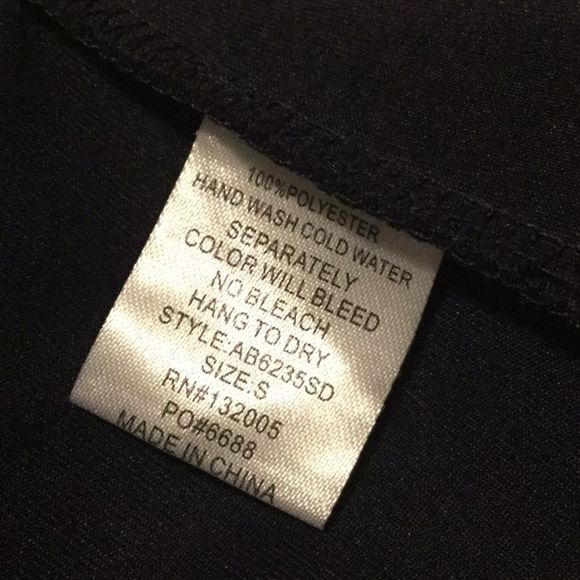 100%POLYESTER
HAND WASH COLD WATER
SEPARATELY
COLOR WILL BLEED
NO BLEACH
HANG TO DRY
STYLE:AB6235SD
SIZE:S
RN#132005
PO#6688
MADE IN CHINA